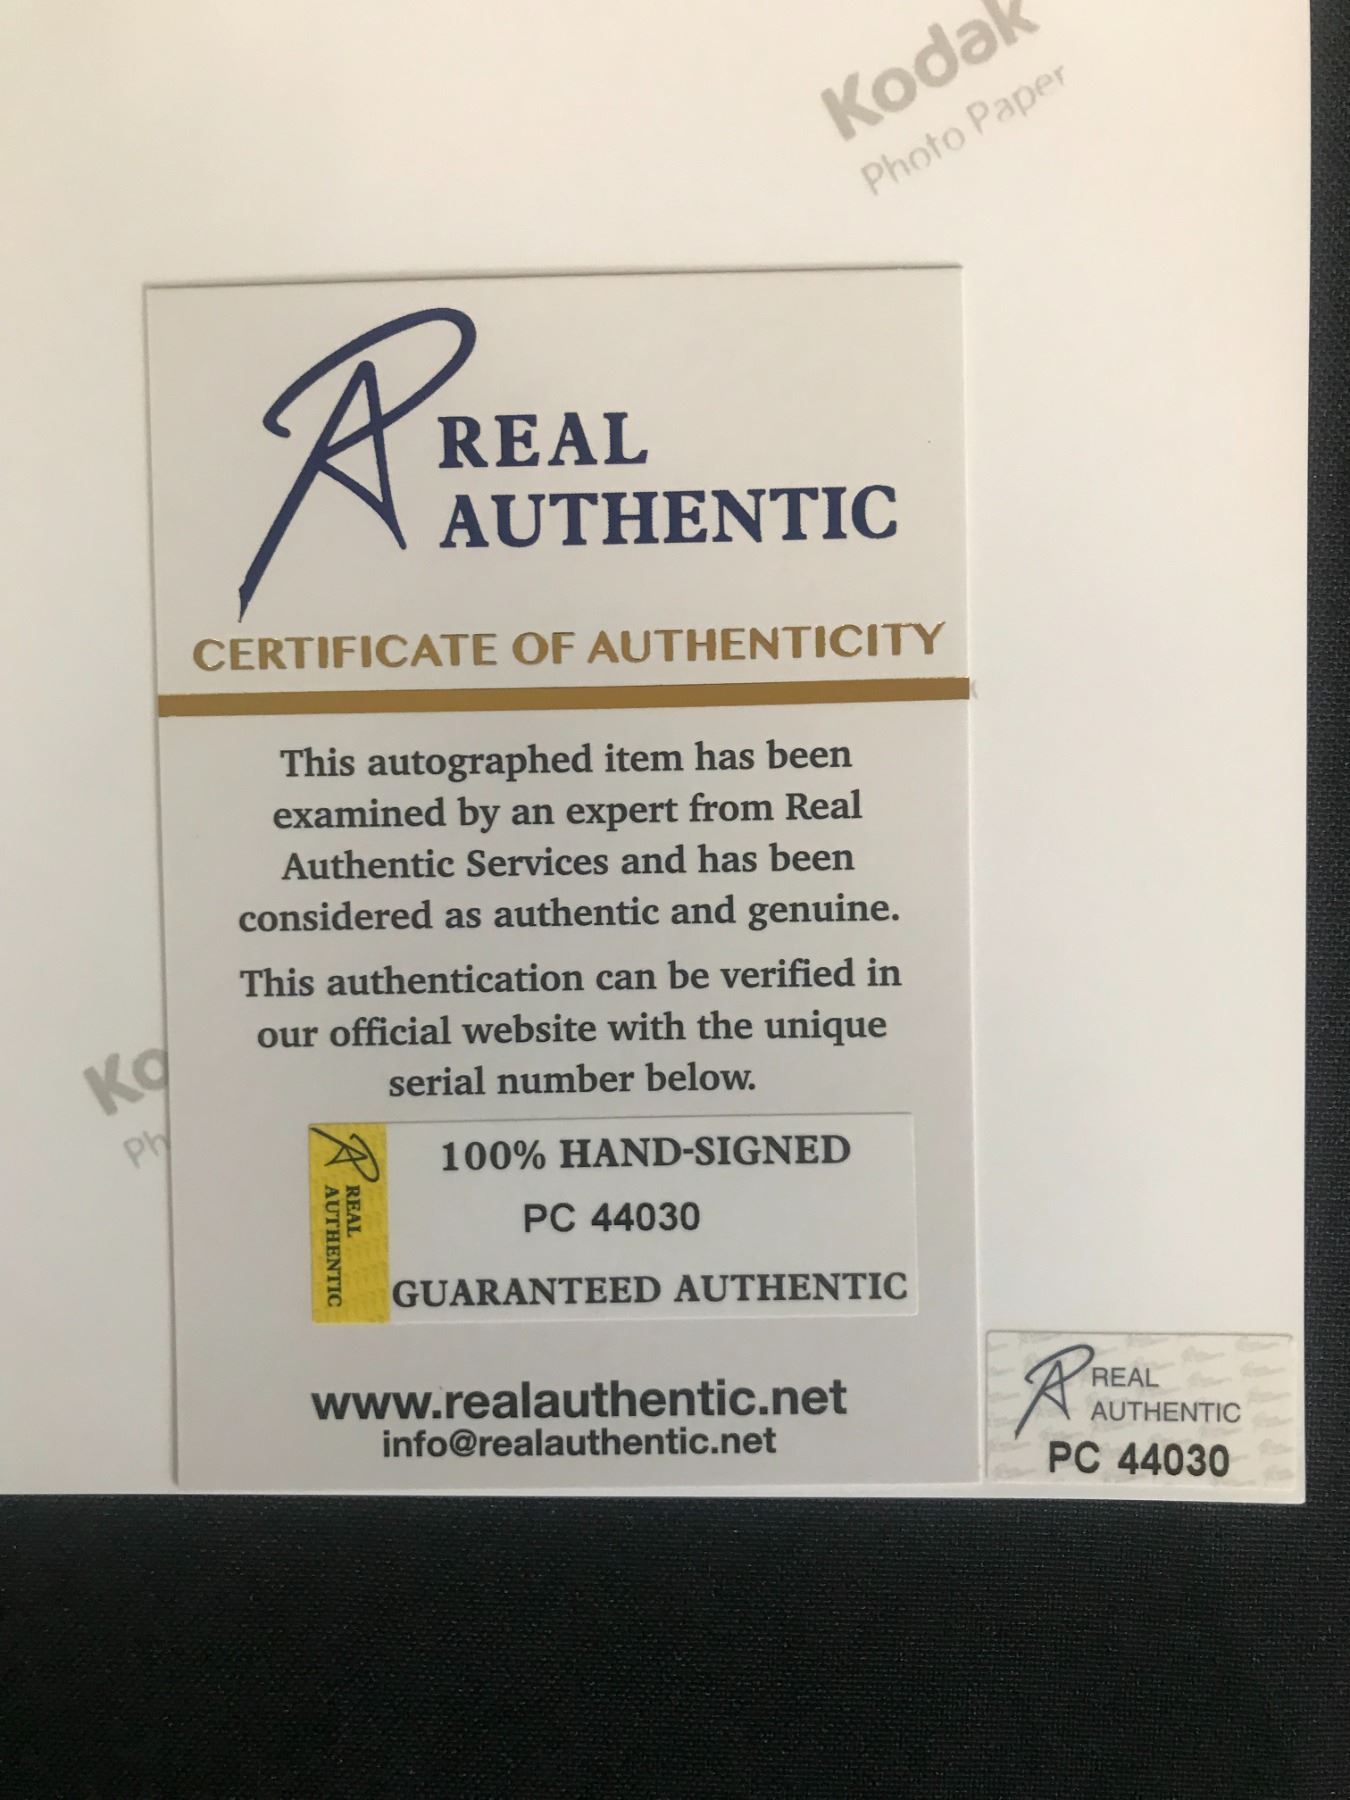 Kodak
Photo Paper
REAL
AUTHENTIC
CERTIFICATE OF AUTHENTICITY
This autographed item has been
examined by an expert from Real
Authentic Services and has been
considered as authentic and genuine.
This authentication can be verified in
our official website with the unique
serial number below.
Ko
Ph
REAL
AUTHENTIC
100% HAND-SIGNED
PC 44030
GUARANTEED AUTHENTIC
www.realauthentic.net
info@realauthentic.net
REAL
AUTHENTIC
PC 44030